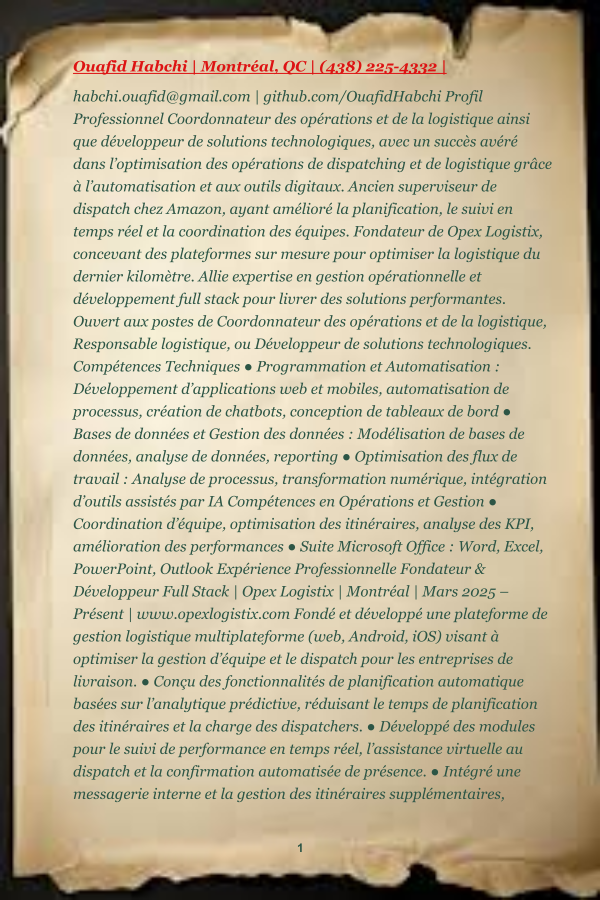 Ouafid Habchi | Montréal, QC | (438) 225-4332 |
habchi.ouafid@gmail.com | github.com/OuafidHabchi Profil
Professionnel Coordonnateur des opérations et de la logistique ainsi
que développeur de solutions technologiques, avec un succès avéré
dans l'optimisation des opérations de dispatching et de logistique grâce
à l'automatisation et aux outils digitaux. Ancien superviseur de
dispatch chez Amazon, ayant amélioré la planification, le suivi en
temps réel et la coordination des équipes. Fondateur de Opex Logistix,
concevant des plateformes sur mesure pour optimiser la logistique du
dernier kilomètre. Allie expertise en gestion opérationnelle et
développement full stack pour livrer des solutions performantes.
Ouvert aux postes de Coordonnateur des opérations et de la logistique,
Responsable logistique, ou Développeur de solutions technologiques.
Compétences Techniques ● Programmation et Automatisation :
Développement d'applications web et mobiles, automatisation de
processus, création de chatbots, conception de tableaux de bord ●
Bases de données et Gestion des données : Modélisation de bases de
données, analyse de données, reporting ● Optimisation des flux de
travail : Analyse de processus, transformation numérique, intégration
d'outils assistés par IA Compétences en Opérations et Gestion ●
Coordination d'équipe, optimisation des itinéraires, analyse des KPI,
amélioration des performances ● Suite Microsoft Office : Word, Excel,
PowerPoint, Outlook Expérience Professionnelle Fondateur &
Développeur Full Stack | Opex Logistix | Montréal | Mars 2025 –
Présent | www.opexlogistix.com Fondé et développé une plateforme de
gestion logistique multiplateforme (web, Android, iOS) visant à
optimiser la gestion d'équipe et le dispatch pour les entreprises de
livraison. ● Conçu des fonctionnalités de planification automatique
basées sur l'analytique prédictive, réduisant le temps de planification
des itinéraires et la charge des dispatchers. ● Développé des modules
pour le suivi de performance en temps réel, l'assistance virtuelle au
dispatch et la confirmation automatisée de présence. ● Intégré une
messagerie interne et la gestion des itinéraires supplémentaires,
1